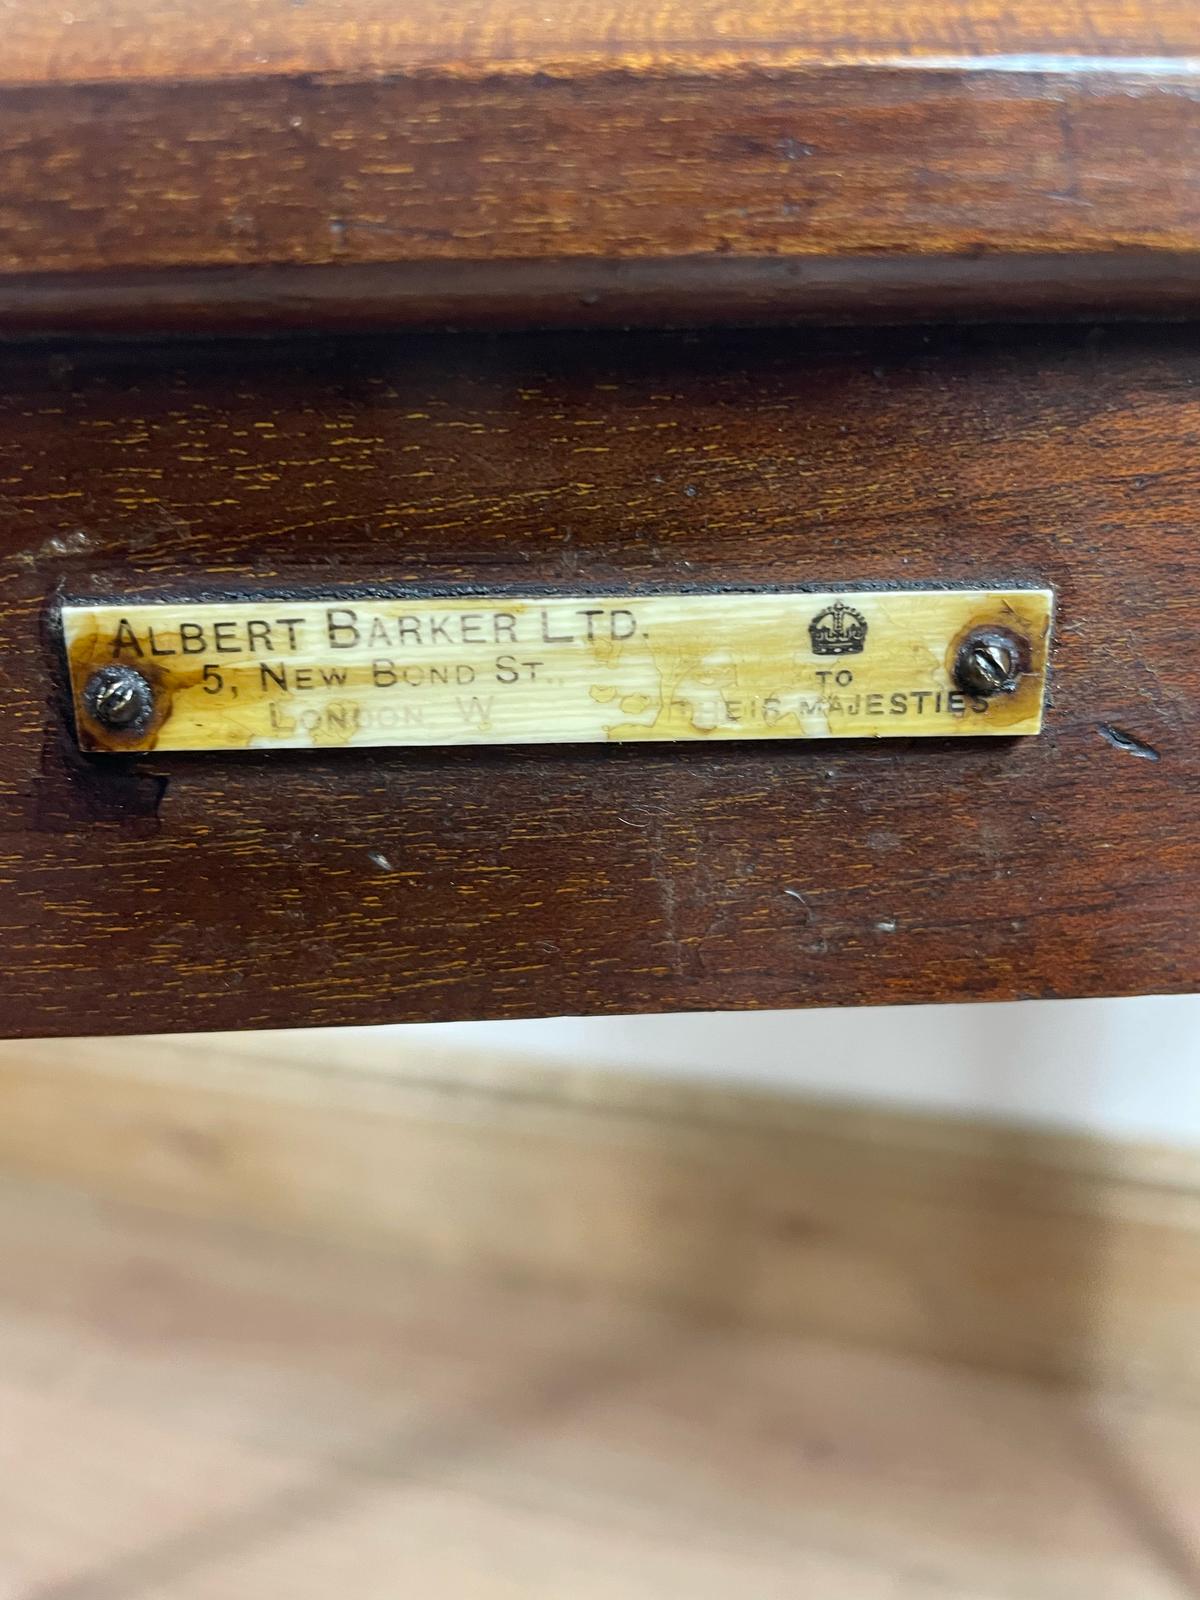 ALBERT BARKER LTD.
5, NEW BOND ST.,
LONDON, W
TO
THEIR MAJESTIES